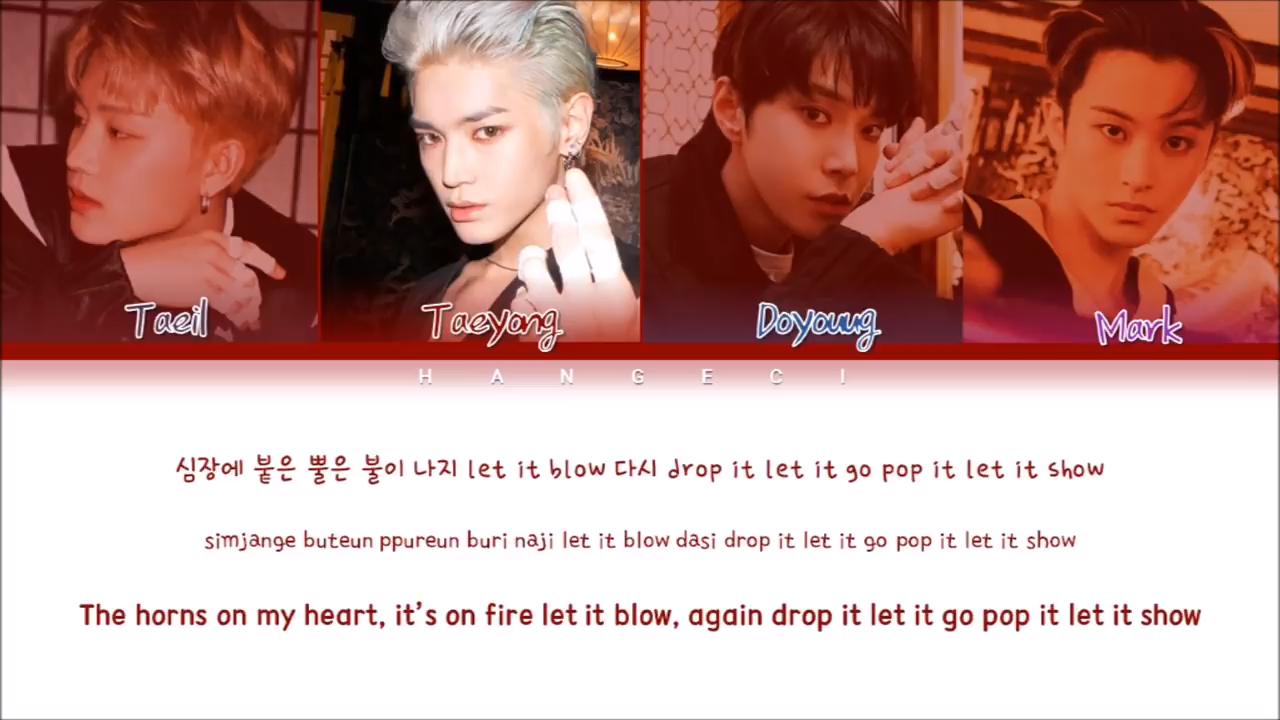 Taeil
Taeyong
Doyoung
Mark
HANGECI
심장에 붙은 뿔은 불이 나지 let it blow 다시 drop it let it go pop it let it show
simjange buteun ppureun buri naji let it blow dasi drop it let it go pop it let it show
The horns on my heart, it's on fire let it blow, again drop it let it go pop it let it show